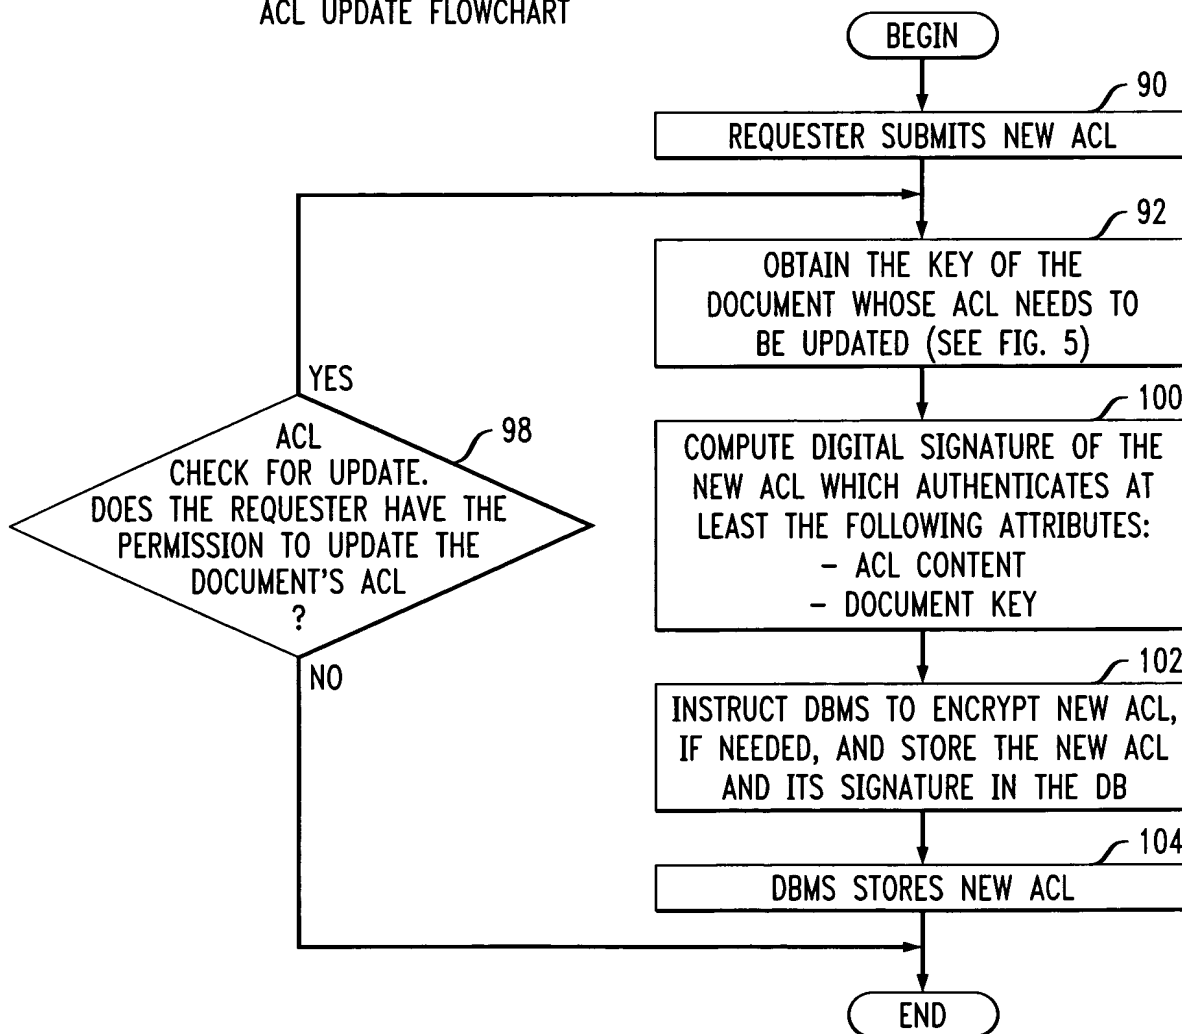 ACL UPDATE FLOWCHART
BEGIN
90
REQUESTER SUBMITS NEW ACL
92
OBTAIN THE KEY OF THE
DOCUMENT WHOSE ACL NEEDS TO
BE UPDATED (SEE FIG. 5)
YES
98
ACL
CHECK FOR UPDATE.
DOES THE REQUESTER HAVE THE
PERMISSION TO UPDATE THE
DOCUMENT'S ACL
?
NO
100
COMPUTE DIGITAL SIGNATURE OF THE
NEW ACL WHICH AUTHENTICATES AT
LEAST THE FOLLOWING ATTRIBUTES:
– ACL CONTENT
– DOCUMENT KEY
102
INSTRUCT DBMS TO ENCRYPT NEW ACL,
IF NEEDED, AND STORE THE NEW ACL
AND ITS SIGNATURE IN THE DB
104
DBMS STORES NEW ACL
END